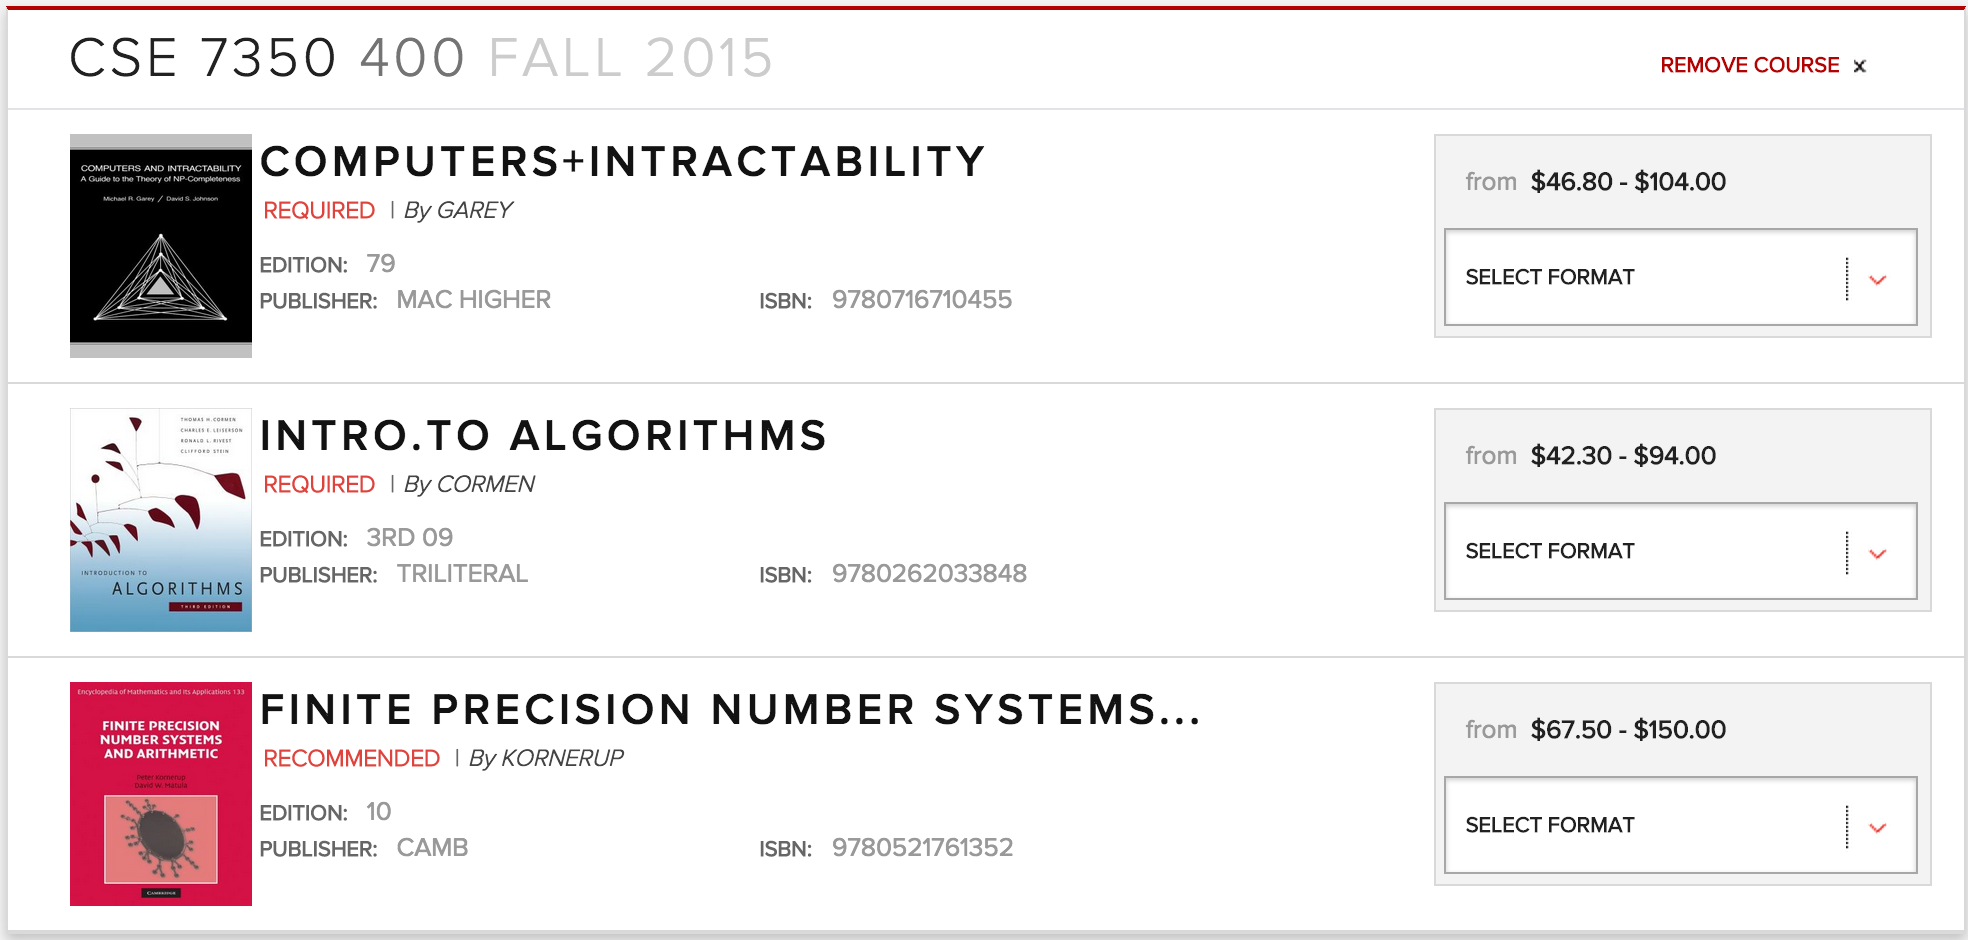 CSE 7350 400 FALL 2015
REMOVE COURSE x
COMPUTERS AND INTRACTABILITY
A Guide to the Theory of NP-Completeness
Michael R. Garey / David S. Johnson
COMPUTERS+INTRACTABILITY
REQUIRED | By GAREY
EDITION: 79
PUBLISHER: MAC HIGHER ISBN: 9780716710455
from $46.80 - $104.00
SELECT FORMAT
THOMAS H. CORMEN
CHARLES E. LEISERSON
RONALD L. RIVEST
CLIFFORD STEIN
INTRODUCTION TO
ALGORITHMS
THIRD EDITION
INTRO.TO ALGORITHMS
REQUIRED | By CORMEN
EDITION: 3RD 09
PUBLISHER: TRILITERAL ISBN: 9780262033848
from $42.30 - $94.00
SELECT FORMAT
Encyclopedia of Mathematics and Its Applications 133
FINITE PRECISION
NUMBER SYSTEMS
AND ARITHMETIC
Peter Kornerup
David W. Matula
CAMBRIDGE
FINITE PRECISION NUMBER SYSTEMS...
RECOMMENDED | By KORNERUP
EDITION: 10
PUBLISHER: CAMB ISBN: 9780521761352
from $67.50 - $150.00
SELECT FORMAT